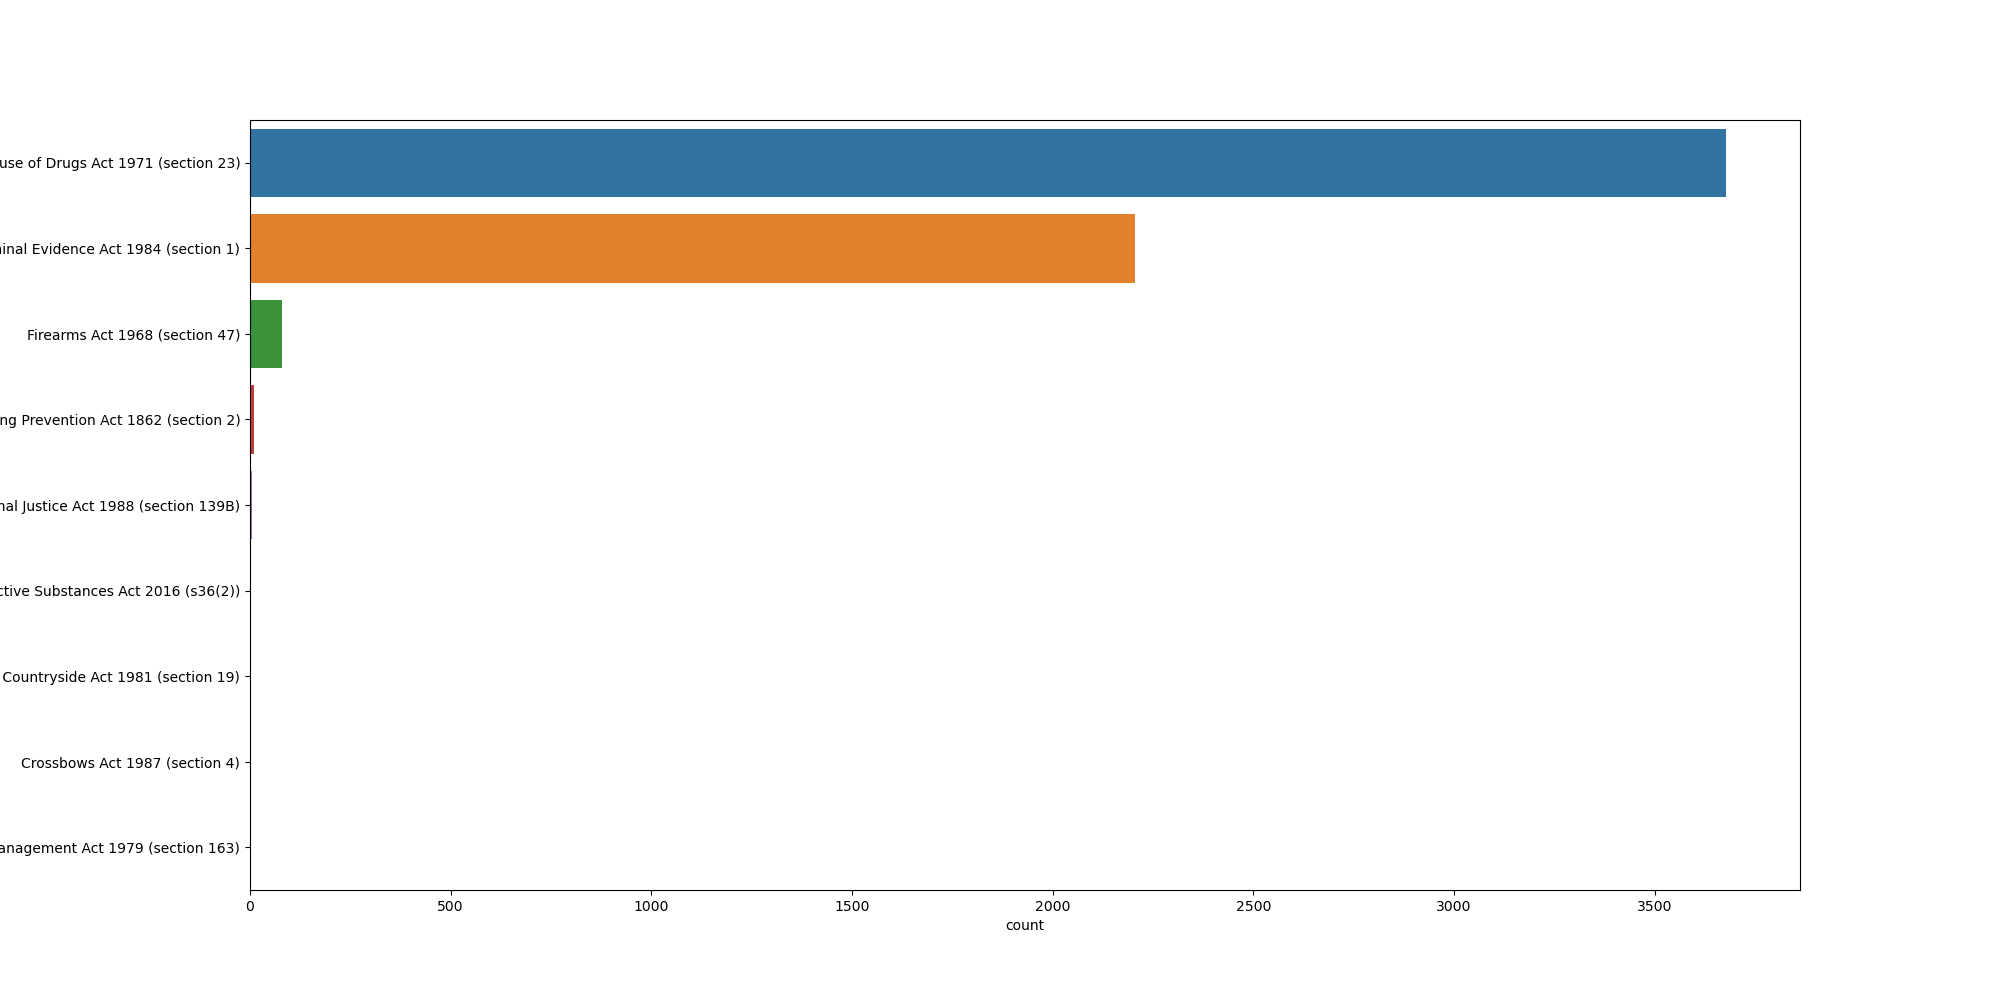 use of Drugs Act 1971 (section 23)
inal Evidence Act 1984 (section 1)
Firearms Act 1968 (section 47)
ng Prevention Act 1862 (section 2)
nal Justice Act 1988 (section 139B)
ctive Substances Act 2016 (s36(2))
Countryside Act 1981 (section 19)
Crossbows Act 1987 (section 4)
anagement Act 1979 (section 163)
0 500 1000 1500 2000 2500 3000 3500
count